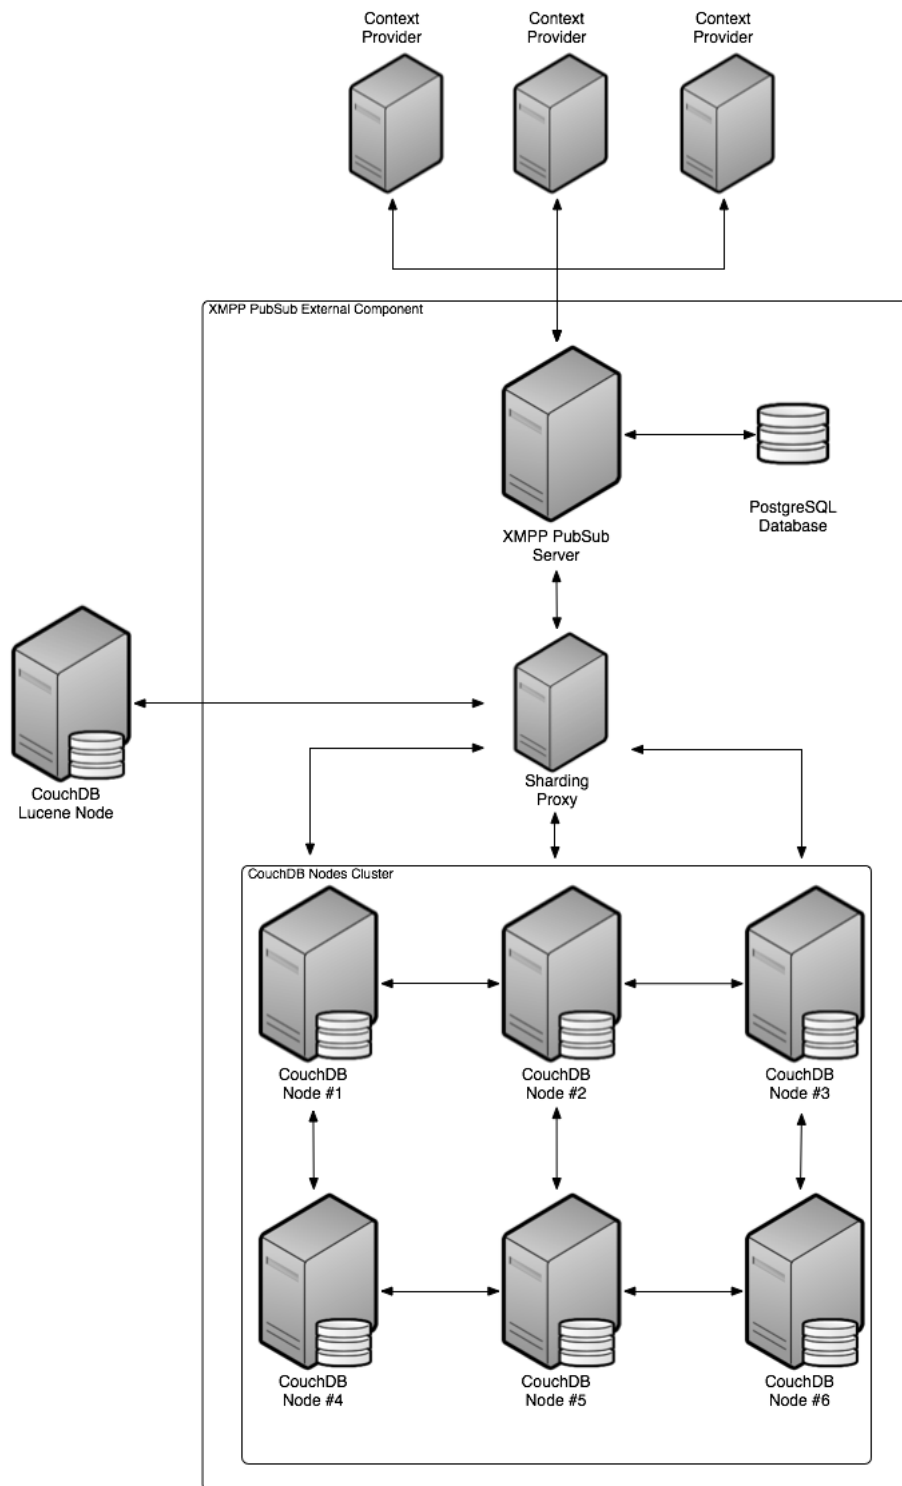 Context
Provider
Context
Provider
Context
Provider
XMPP PubSub External Component
PostgreSQL
Database
XMPP PubSub
Server
CouchDB
Lucene Node
Sharding
Proxy
CouchDB Nodes Cluster
CouchDB
Node #1
CouchDB
Node #2
CouchDB
Node #3
CouchDB
Node #4
CouchDB
Node #5
CouchDB
Node #6